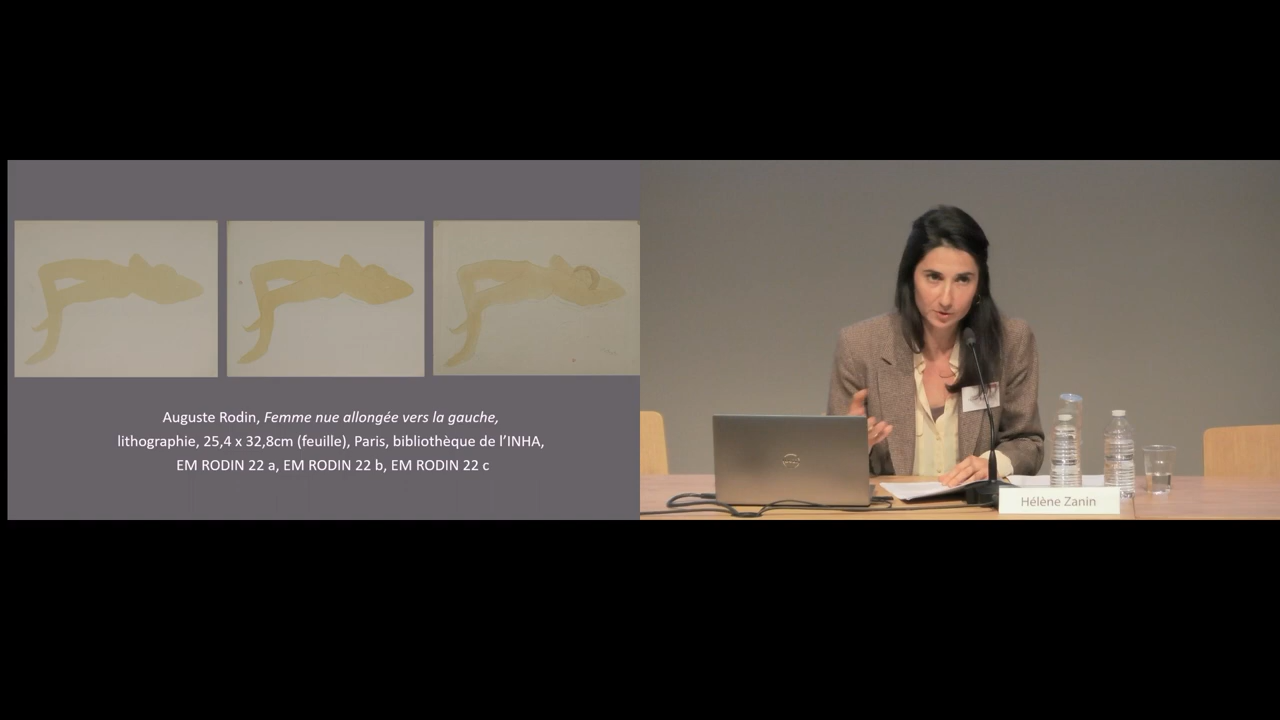 Auguste Rodin, Femme nue allongée vers la gauche,
lithographie, 25,4 x 32,8cm (feuille), Paris, bibliothèque de l’INHA,
EM RODIN 22 a, EM RODIN 22 b, EM RODIN 22 c
Hélène Zanin